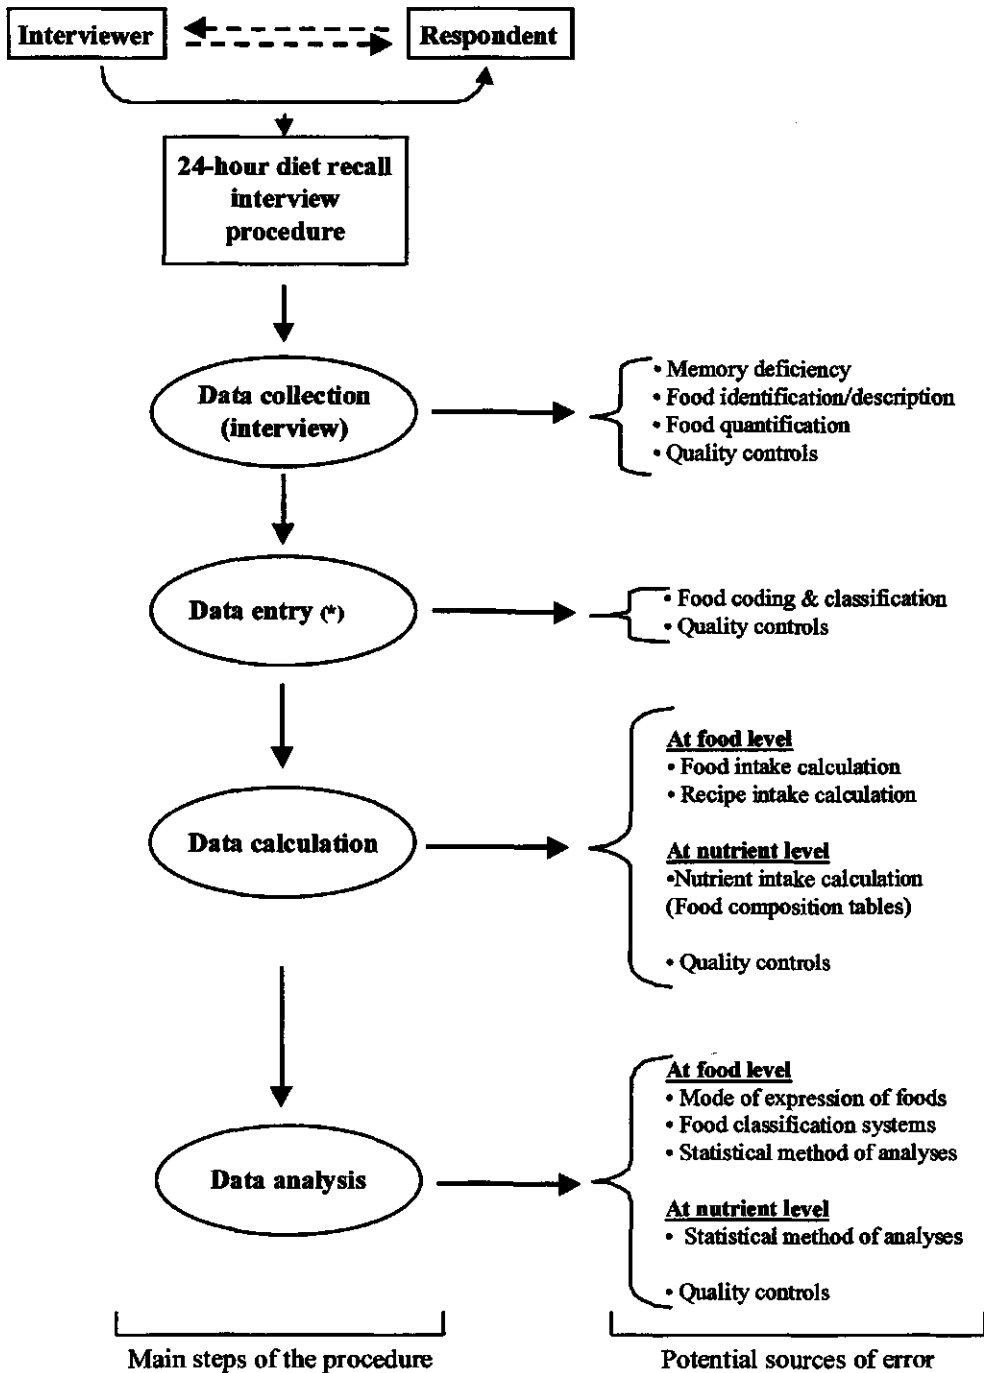 Interviewer
Respondent
24-hour diet recall
interview
procedure
Data collection
(interview)
• Memory deficiency
• Food identification/description
• Food quantification
• Quality controls
Data entry (*)
• Food coding & classification
• Quality controls
Data calculation
At food level
• Food intake calculation
• Recipe intake calculation
At nutrient level
•Nutrient intake calculation
(Food composition tables)
• Quality controls
Data analysis
At food level
• Mode of expression of foods
• Food classification systems
• Statistical method of analyses
At nutrient level
• Statistical method of analyses
• Quality controls
Main steps of the procedure
Potential sources of error